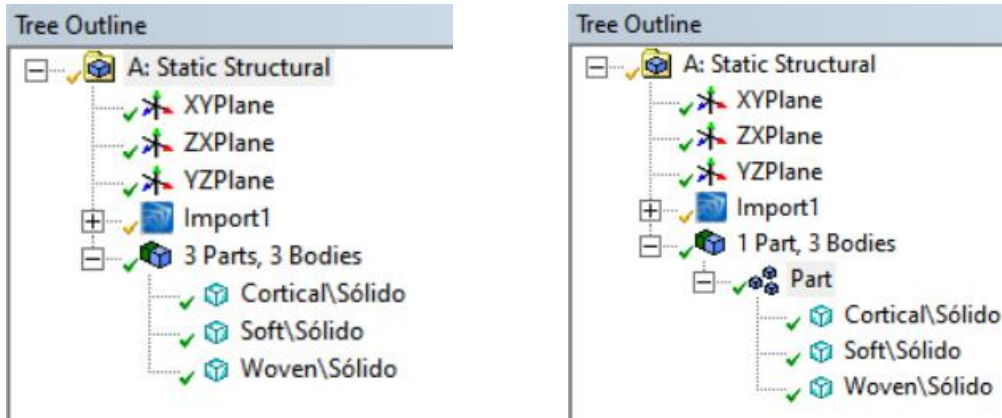 Tree Outline
A: Static Structural
XYPlane
ZXPlane
YZPlane
Import1
3 Parts, 3 Bodies
Cortical\Sólido
Soft\Sólido
Woven\Sólido
Tree Outline
A: Static Structural
XYPlane
ZXPlane
YZPlane
Import1
1 Part, 3 Bodies
Part
Cortical\Sólido
Soft\Sólido
Woven\Sólido